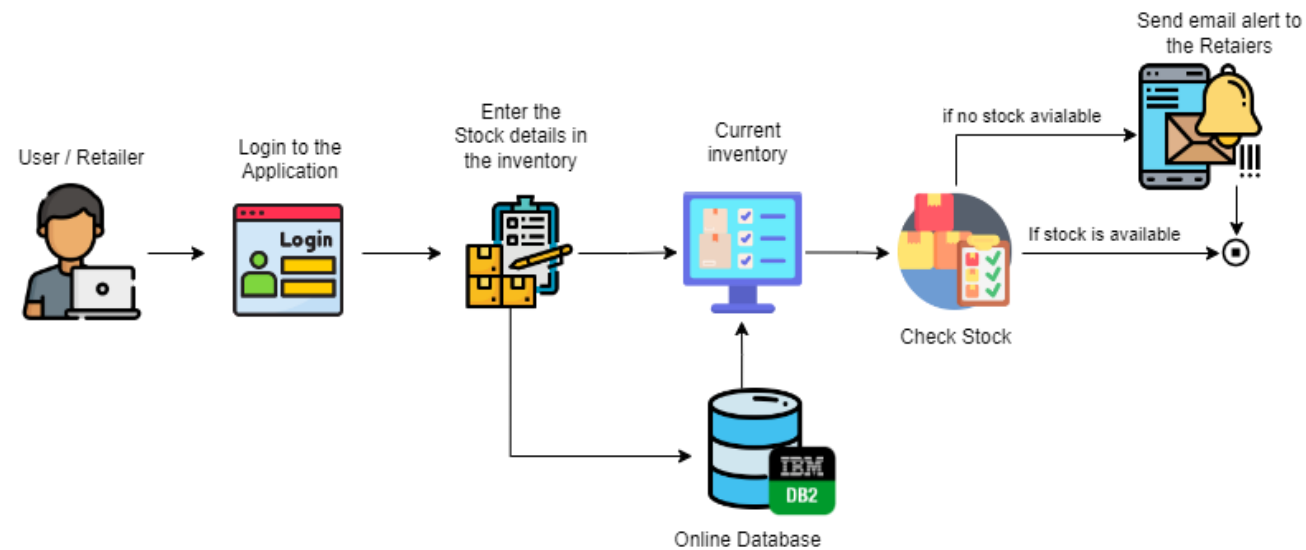 Send email alert to
the Retaiers
if no stock avialable
Enter the
Stock details in
the inventory
Current
inventory
Login to the
Application
User / Retailer
Login
If stock is available
Check Stock
IBM
DB2
Online Database